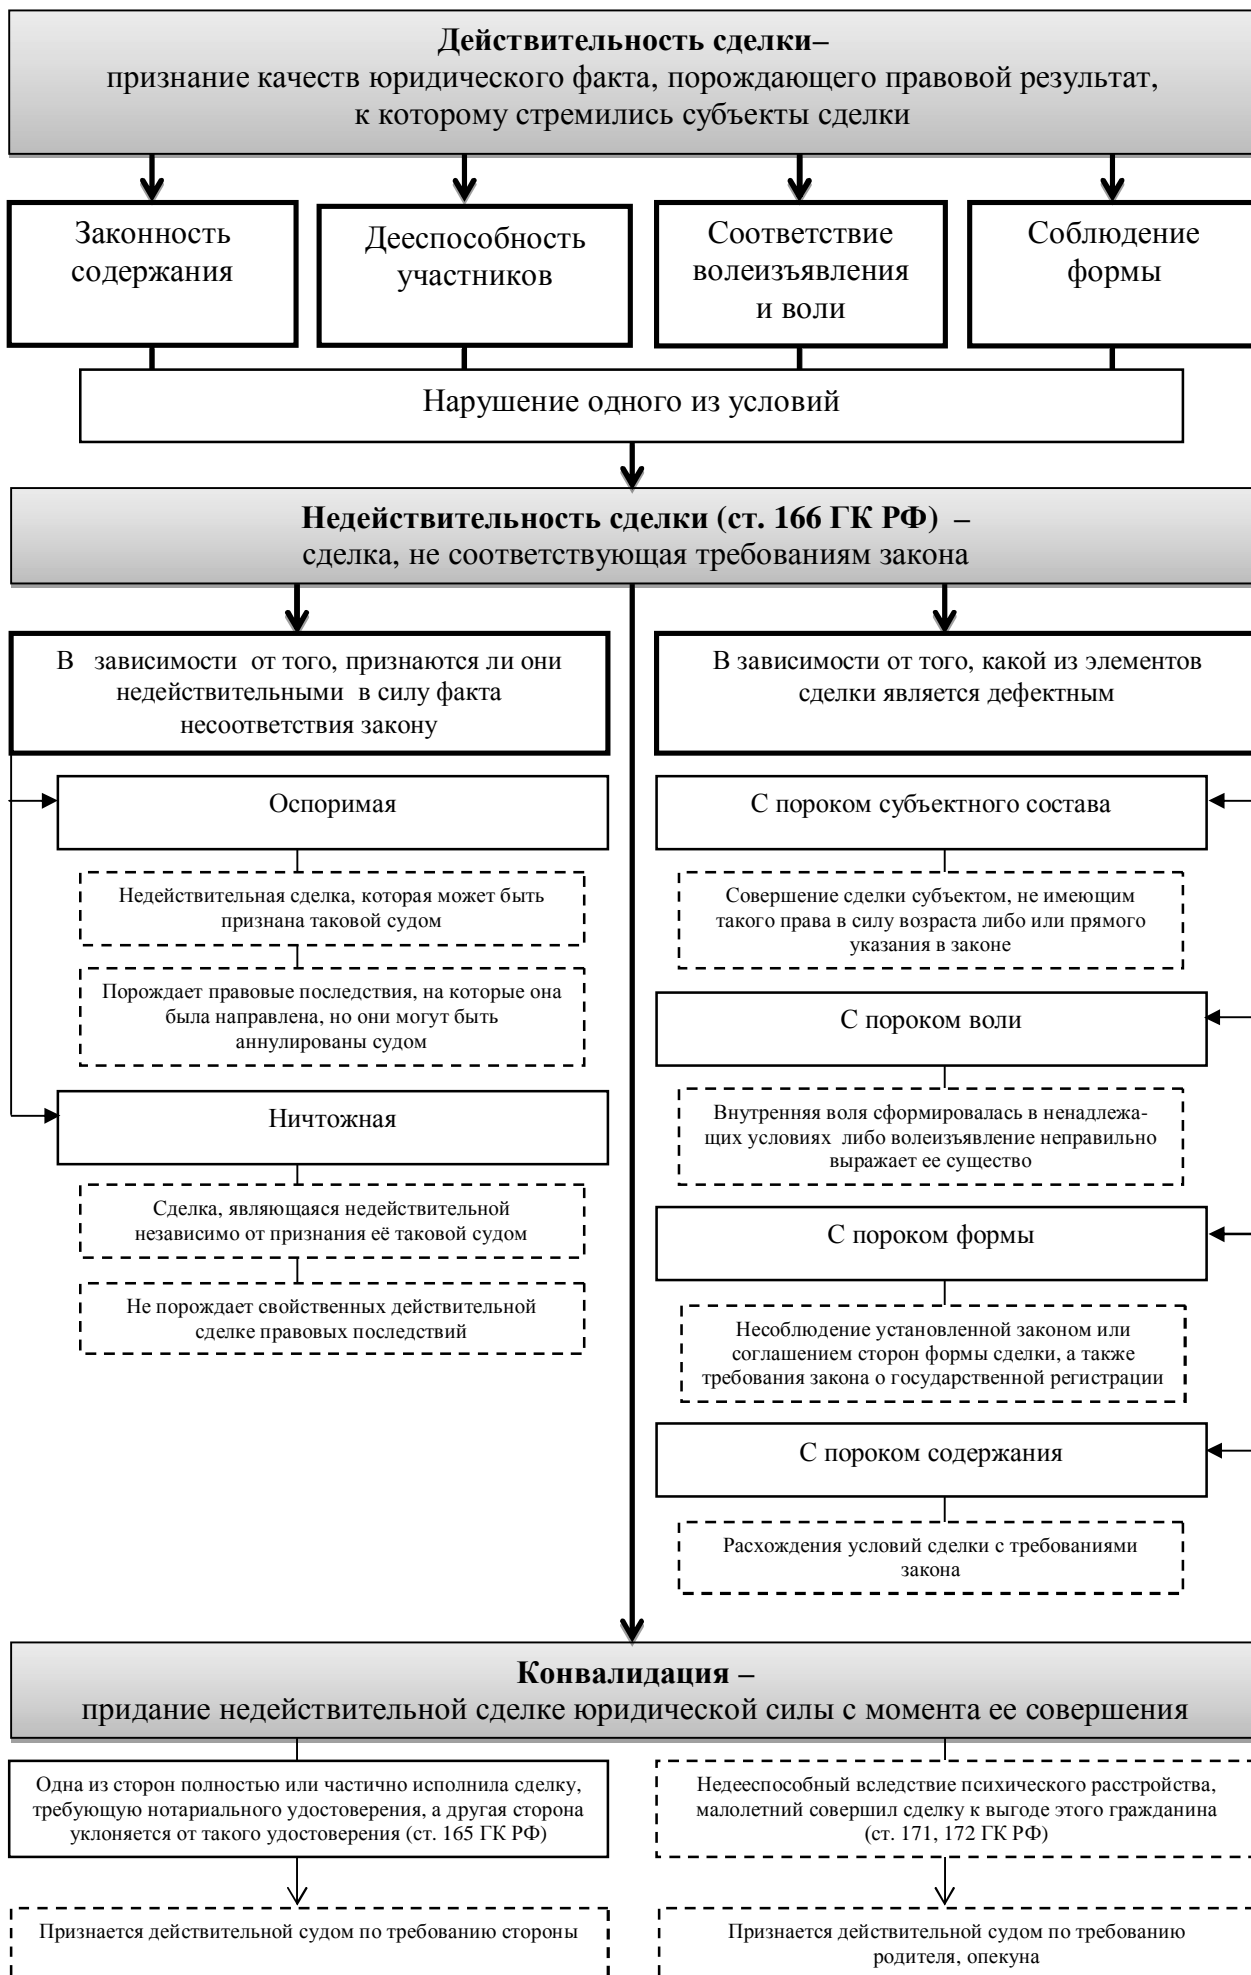 Действительность сделки–
признание качеств юридического факта, порождающего правовой результат,
к которому стремились субъекты сделки
Законность
содержания
Дееспособность
участников
Соответствие
волеизъявления
и воли
Соблюдение
формы
Нарушение одного из условий
Недействительность сделки (ст. 166 ГК РФ) –
сделка, не соответствующая требованиям закона
В зависимости от того, признаются ли они
недействительными в силу факта
несоответствия закону
Оспоримая
Недействительная сделка, которая может быть
признана таковой судом
Порождает правовые последствия, на которые она
была направлена, но они могут быть
аннулированы судом
Ничтожная
Сделка, являющаяся недействительной
независимо от признания её таковой судом
Не порождает свойственных действительной
сделке правовых последствий
В зависимости от того, какой из элементов
сделки является дефектным
С пороком субъектного состава
Совершение сделки субъектом, не имеющим
такого права в силу возраста либо или прямого
указания в законе
С пороком воли
Внутренняя воля сформировалась в ненадлежа-
щих условиях либо волеизъявление неправильно
выражает ее существо
С пороком формы
Несоблюдение установленной законом или
соглашением сторон формы сделки, а также
требования закона о государственной регистрации
С пороком содержания
Расхождения условий сделки с требованиями
закона
Конвалидация –
придание недействительной сделке юридической силы с момента ее совершения
Одна из сторон полностью или частично исполнила сделку,
требующую нотариального удостоверения, а другая сторона
уклоняется от такого удостоверения (ст. 165 ГК РФ)
Признается действительной судом по требованию стороны
Недееспособный вследствие психического расстройства,
малолетний совершил сделку к выгоде этого гражданина
(ст. 171, 172 ГК РФ)
Признается действительной судом по требованию
родителя, опекуна